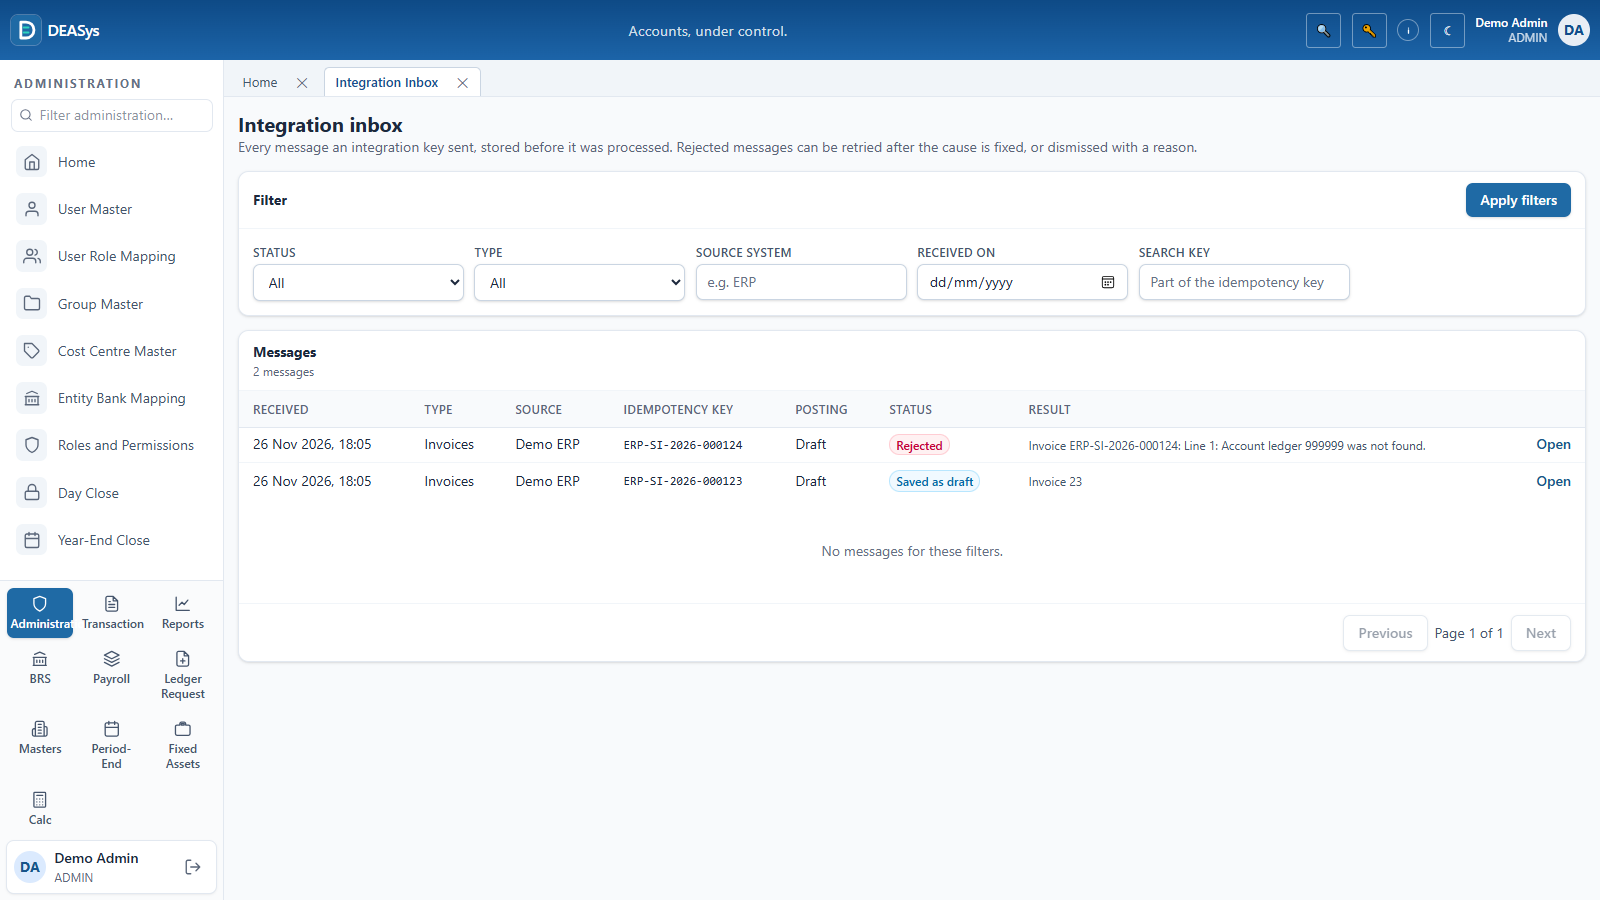 DEASys
Accounts, under control.
Demo Admin
ADMIN
DA
ADMINISTRATION
Filter administration...
Home
User Master
User Role Mapping
Group Master
Cost Centre Master
Entity Bank Mapping
Roles and Permissions
Day Close
Year-End Close
Administrat
Transaction
Reports
BRS
Payroll
Ledger
Request
Masters
Period-
End
Fixed
Assets
Calc
DA
Demo Admin
ADMIN
Home
Integration Inbox
Integration inbox
Every message an integration key sent, stored before it was processed. Rejected messages can be retried after the cause is fixed, or dismissed with a reason.
Filter
Apply filters
STATUS
TYPE
SOURCE SYSTEM
RECEIVED ON
SEARCH KEY
All
All
e.g. ERP
dd/mm/yyyy
Part of the idempotency key
Messages
2 messages
RECEIVED TYPE SOURCE IDEMPOTENCY KEY POSTING STATUS RESULT
26 Nov 2026, 18:05 Invoices Demo ERP ERP-SI-2026-000124 Draft Rejected Invoice ERP-SI-2026-000124: Line 1: Account ledger 999999 was not found. Open
26 Nov 2026, 18:05 Invoices Demo ERP ERP-SI-2026-000123 Draft Saved as draft Invoice 23 Open
No messages for these filters.
Previous Page 1 of 1 Next